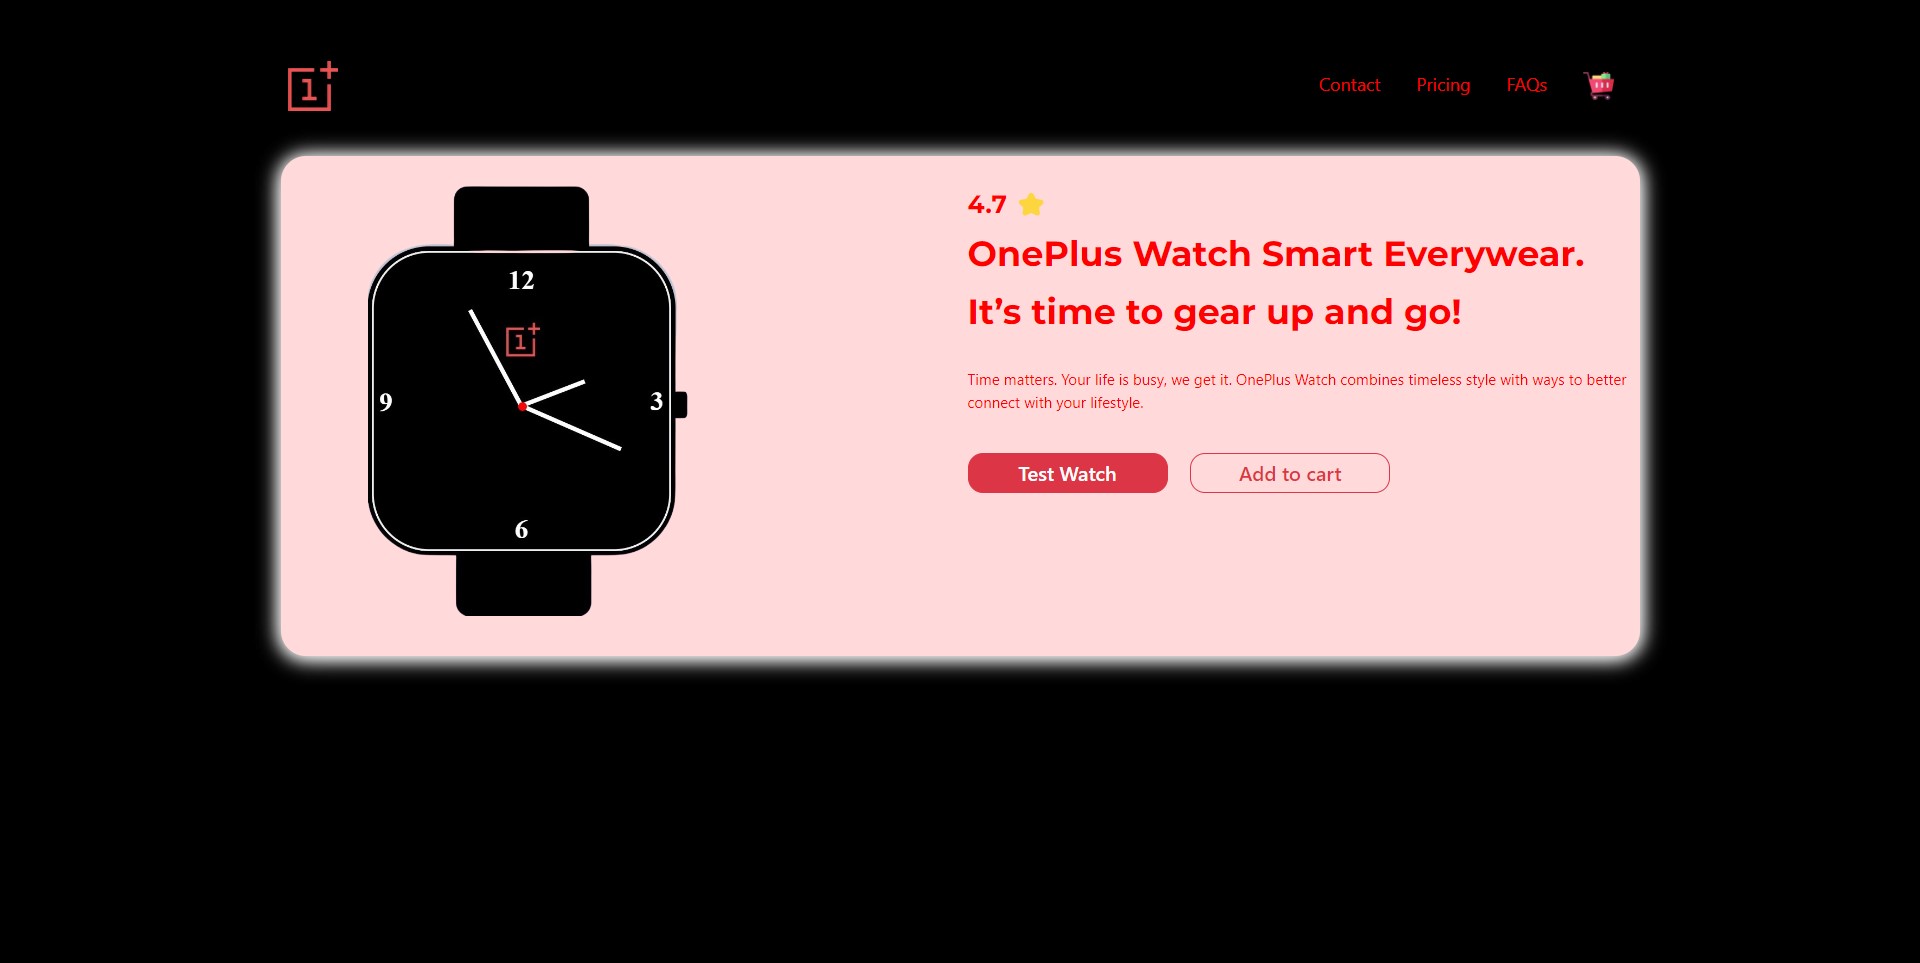 1+
Contact Pricing FAQs
4.7
OnePlus Watch Smart Everywear.
It’s time to gear up and go!
Time matters. Your life is busy, we get it. OnePlus Watch combines timeless style with ways to better
connect with your lifestyle.
Test Watch Add to cart
12
1+
9 3
6